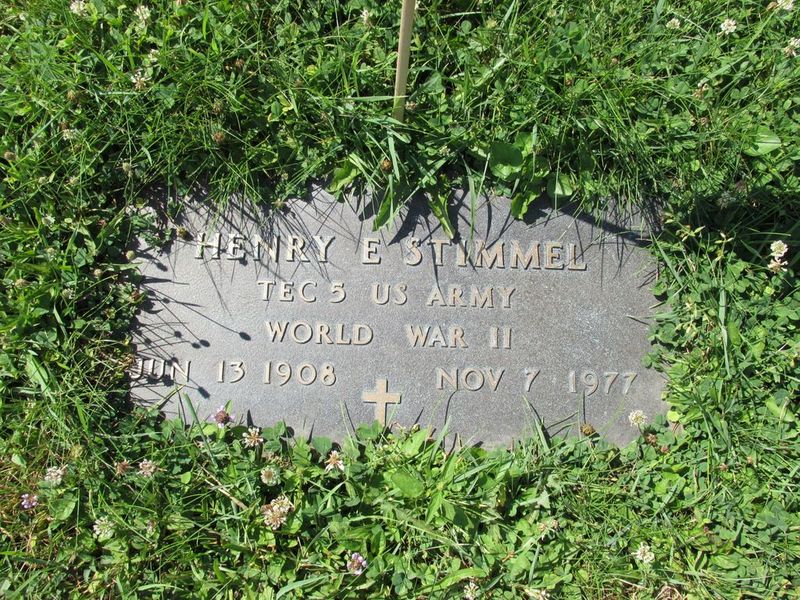 HENRY E STIMMEL
TEC 5 US ARMY
WORLD WAR II
JUN 13 1908 NOV 7 1977